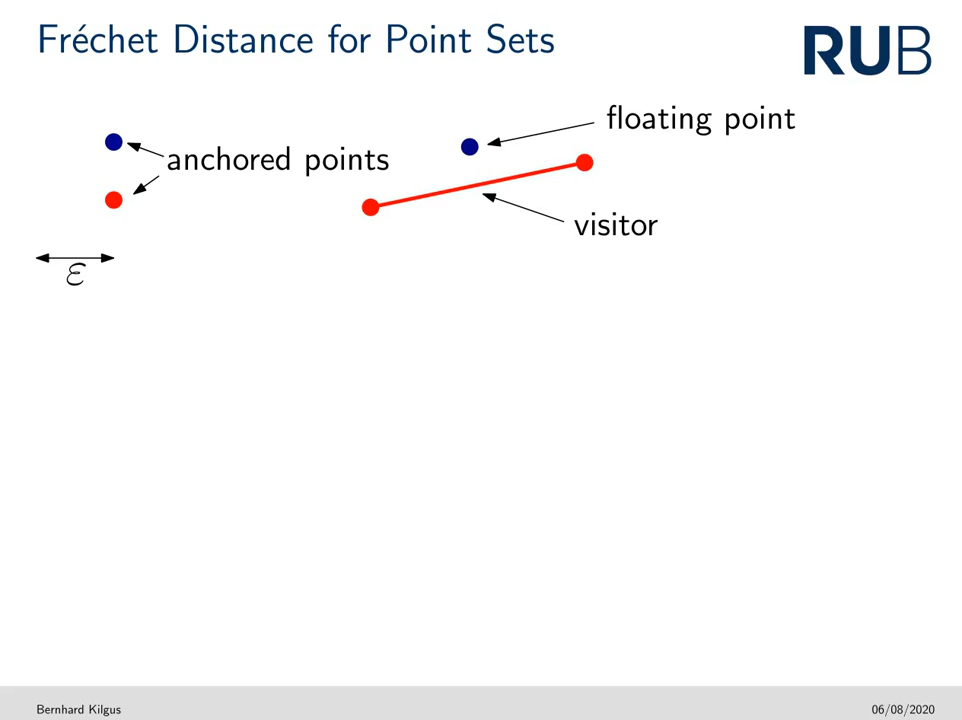 Fréchet Distance for Point Sets
RUB
floating point
anchored points
visitor
ε
Bernhard Kilgus
06/08/2020